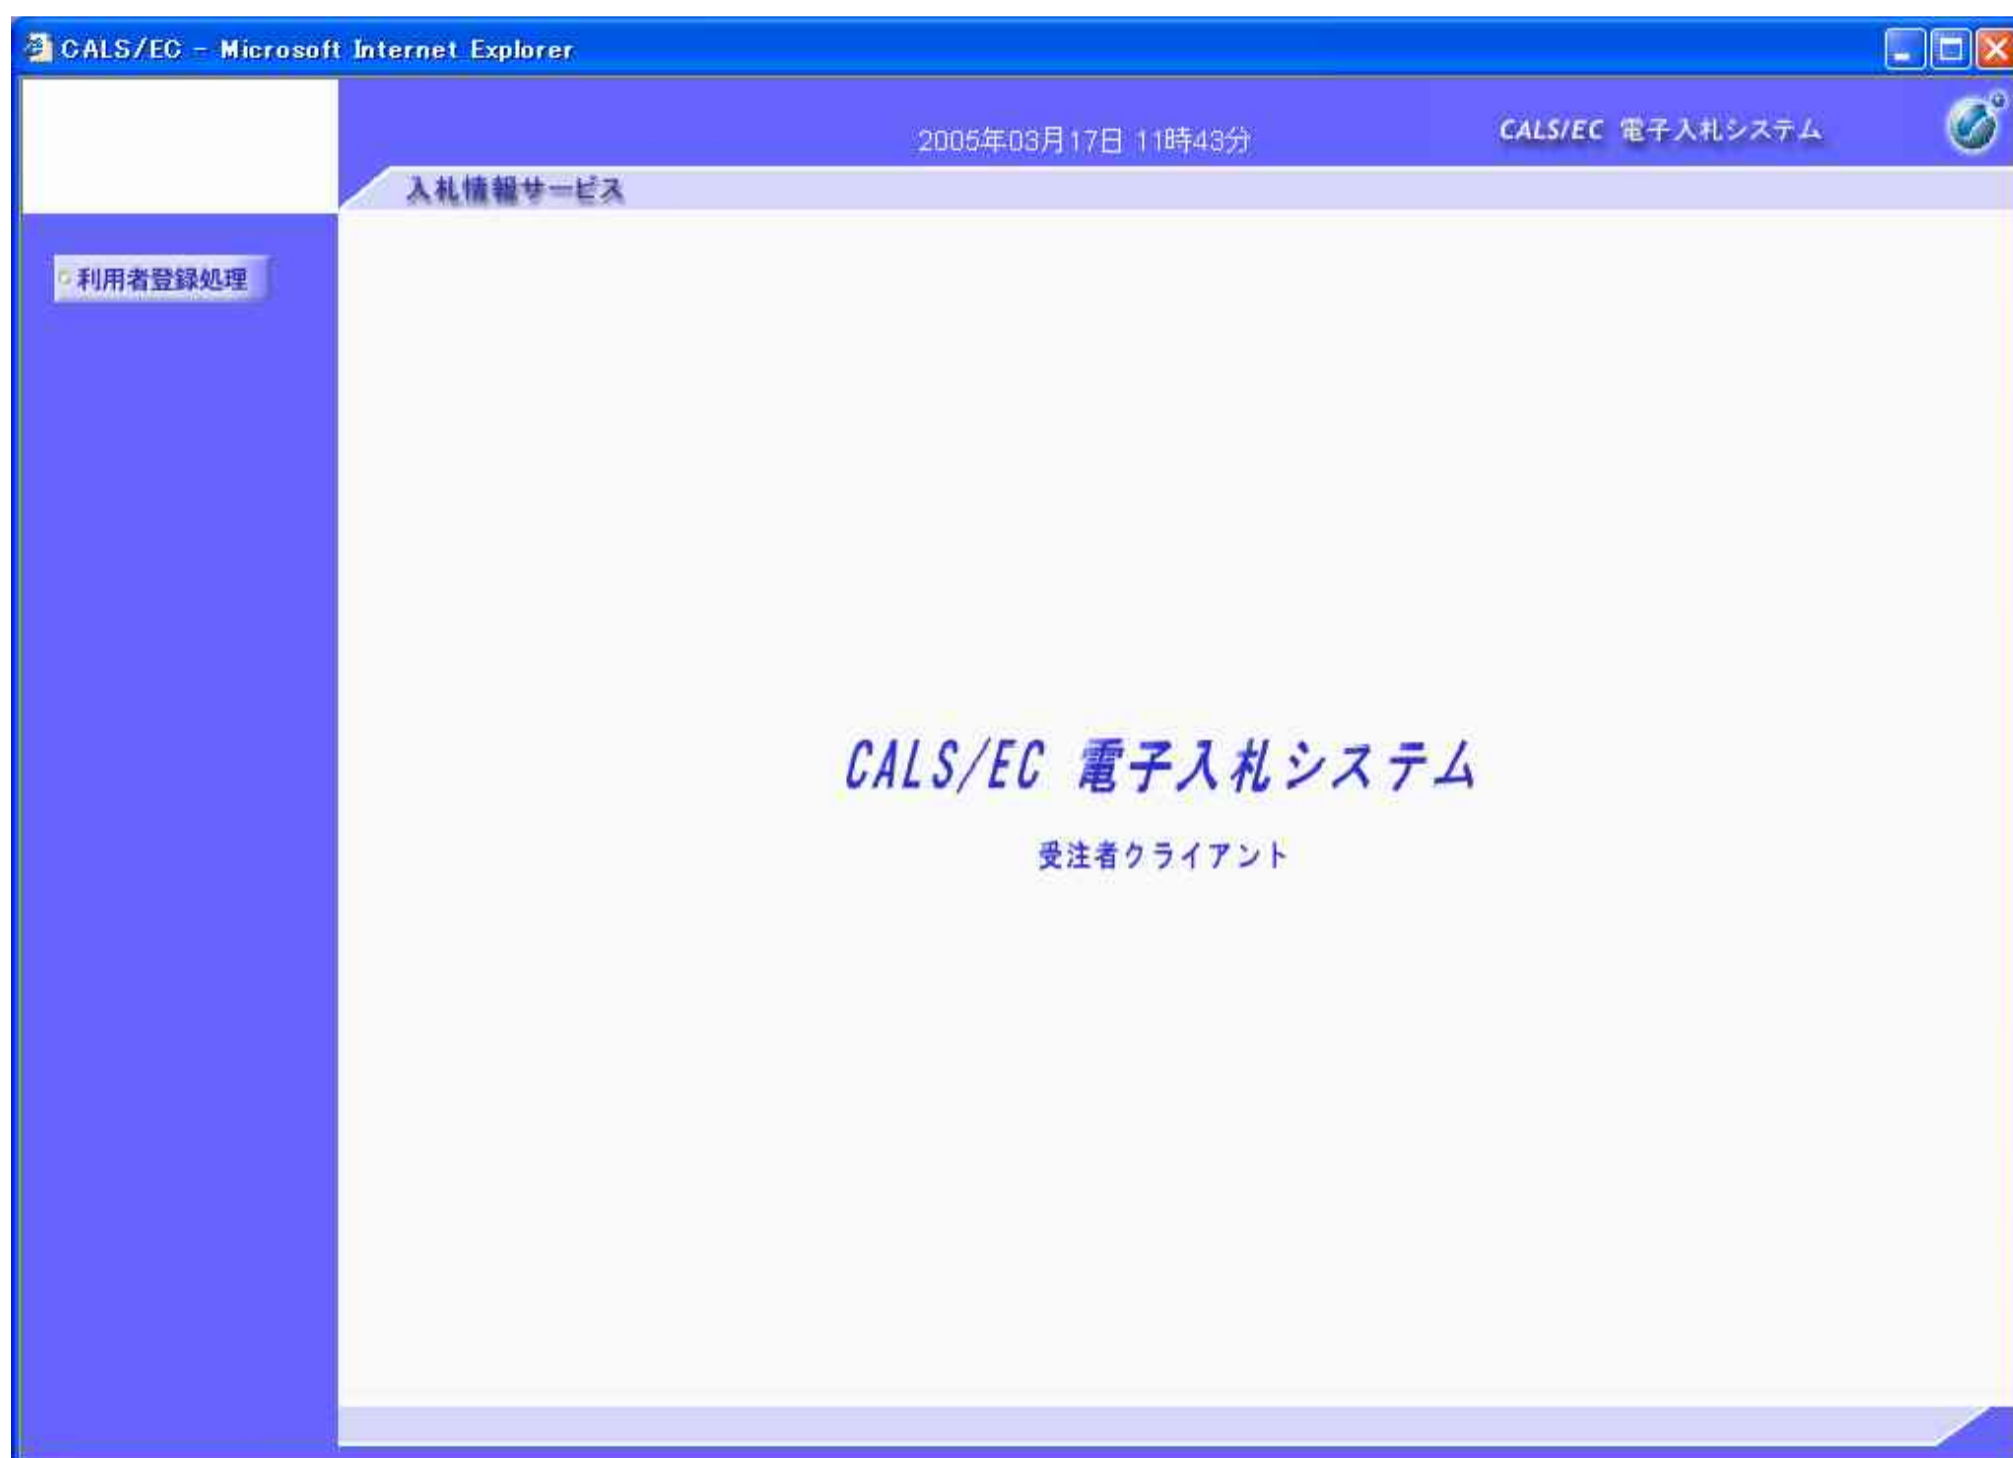 CALS/EC - Microsoft Internet Explorer
2005年03月17日 11時43分
CALS/EC 電子入札システム
入札情報サービス
利用者登録処理
CALS/EC 電子入札システム
受注者クライアント